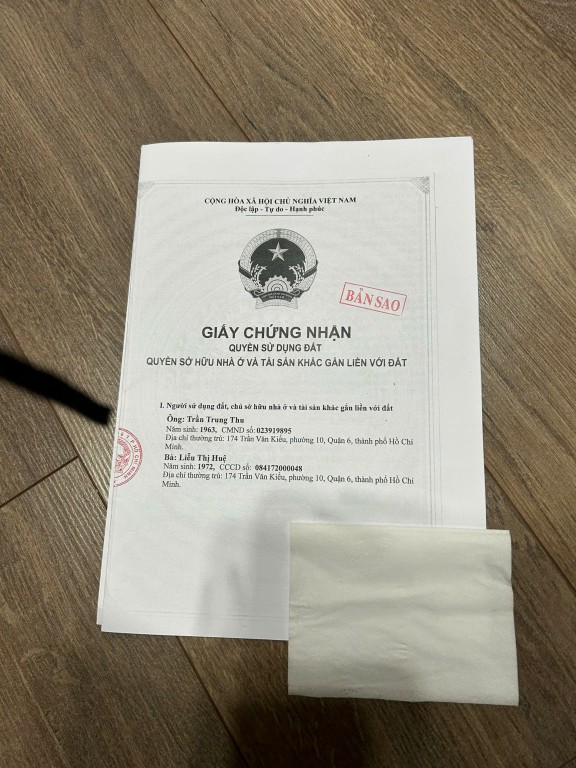 CỘNG HÒA XÃ HỘI CHỦ NGHĨA VIỆT NAM
Độc lập - Tự do - Hạnh phúc
VIỆT NAM
BẢN SAO
GIẤY CHỨNG NHẬN
QUYỀN SỬ DỤNG ĐẤT
QUYỀN SỞ HỮU NHÀ Ở VÀ TÀI SẢN KHÁC GẮN LIỀN VỚI ĐẤT
I. Người sử dụng đất, chủ sở hữu nhà ở và tài sản khác gắn liền với đất
Ông: Trần Trung Thu
Năm sinh: 1963, CMND số: 023919895
Địa chỉ thường trú: 174 Trần Văn Kiểu, phường 10, Quận 6, thành phố Hồ Chí
Minh.
Bà: Liễu Thị Huệ
Năm sinh: 1972, CCCD số: 084172000048
Địa chỉ thường trú: 174 Trần Văn Kiểu, phường 10, Quận 6, thành phố Hồ Chí
Minh.